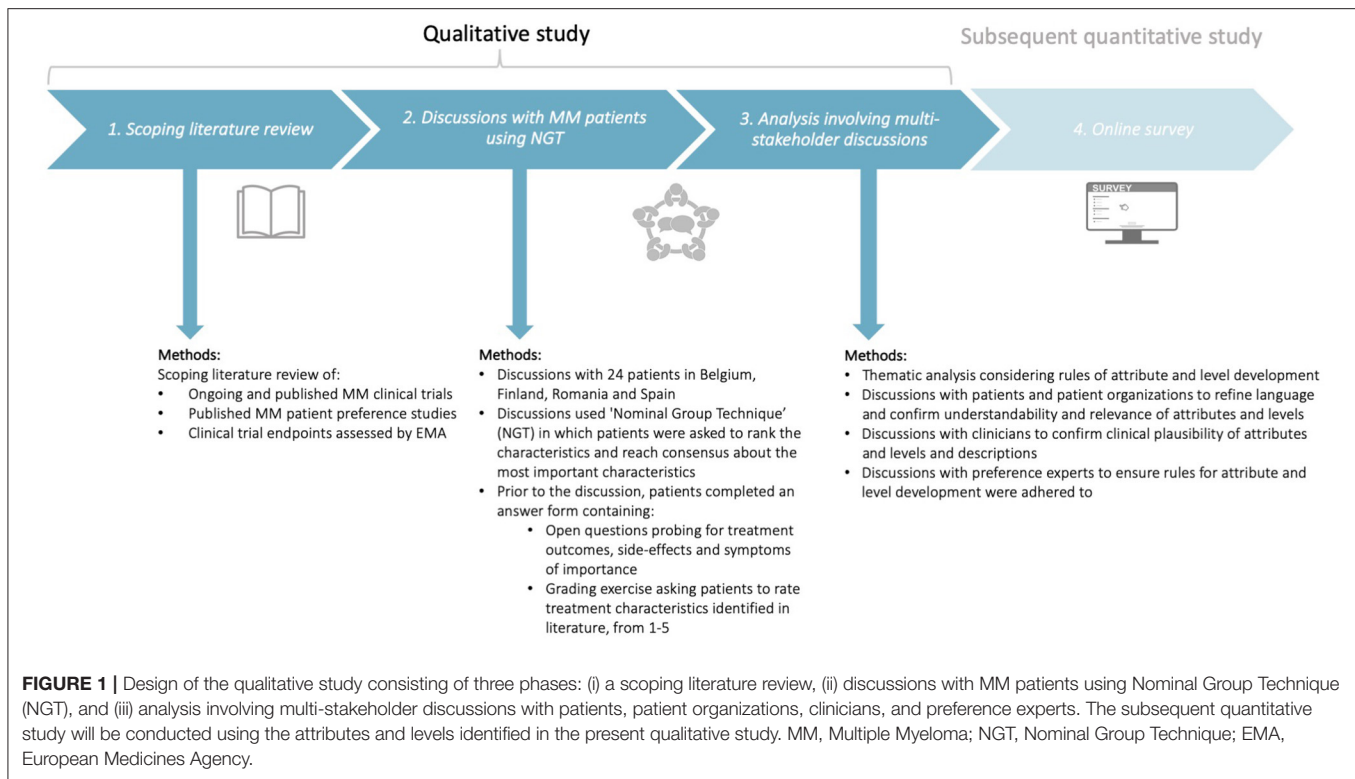 Qualitative study
Subsequent quantitative study
1. Scoping literature review
2. Discussions with MM patients
using NGT
3. Analysis involving multi-
stakeholder discussions
4. Online survey
SURVEY
Methods:
Scoping literature review of:
• Ongoing and published MM clinical trials
• Published MM patient preference studies
• Clinical trial endpoints assessed by EMA
Methods:
• Discussions with 24 patients in Belgium,
Finland, Romania and Spain
• Discussions used 'Nominal Group Technique’
(NGT) in which patients were asked to rank the
characteristics and reach consensus about the
most important characteristics
• Prior to the discussion, patients completed an
answer form containing:
• Open questions probing for treatment
outcomes, side-effects and symptoms
of importance
• Grading exercise asking patients to rate
treatment characteristics identified in
literature, from 1-5
Methods:
• Thematic analysis considering rules of attribute and level development
• Discussions with patients and patient organizations to refine language
and confirm understandability and relevance of attributes and levels
• Discussions with clinicians to confirm clinical plausibility of attributes
and levels and descriptions
• Discussions with preference experts to ensure rules for attribute and
level development were adhered to
FIGURE 1 | Design of the qualitative study consisting of three phases: (i) a scoping literature review, (ii) discussions with MM patients using Nominal Group Technique
(NGT), and (iii) analysis involving multi-stakeholder discussions with patients, patient organizations, clinicians, and preference experts. The subsequent quantitative
study will be conducted using the attributes and levels identified in the present qualitative study. MM, Multiple Myeloma; NGT, Nominal Group Technique; EMA,
European Medicines Agency.